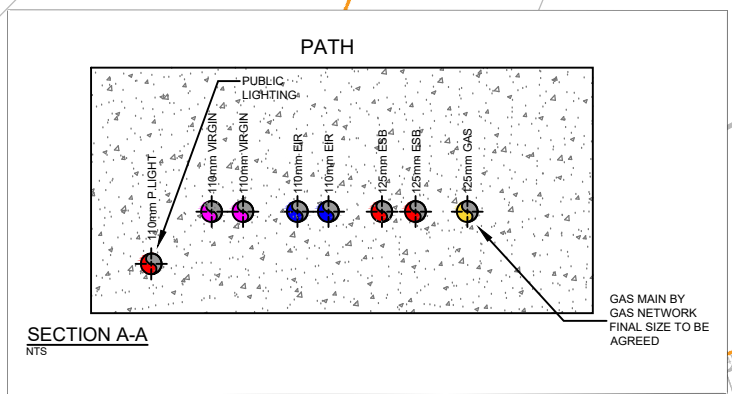 PATH
PUBLIC
LIGHTING
110mm P.LIGHT
110mm VIRGIN
110mm VIRGIN
110mm EIR
110mm EIR
125mm ESB
125mm ESB
125mm GAS
GAS MAIN BY
GAS NETWORK
FINAL SIZE TO BE
AGREED
SECTION A-A
NTS